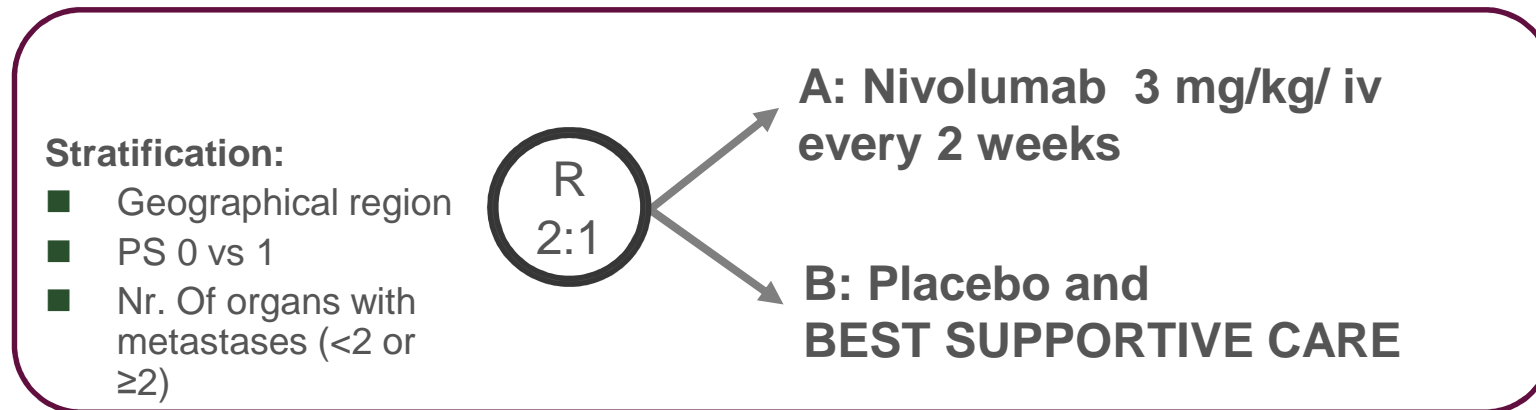 Stratification:
■ Geographical region
■ PS 0 vs 1
■ Nr. Of organs with
metastases (<2 or
≥2)
R
2:1
A: Nivolumab 3 mg/kg/ iv
every 2 weeks
B: Placebo and
BEST SUPPORTIVE CARE